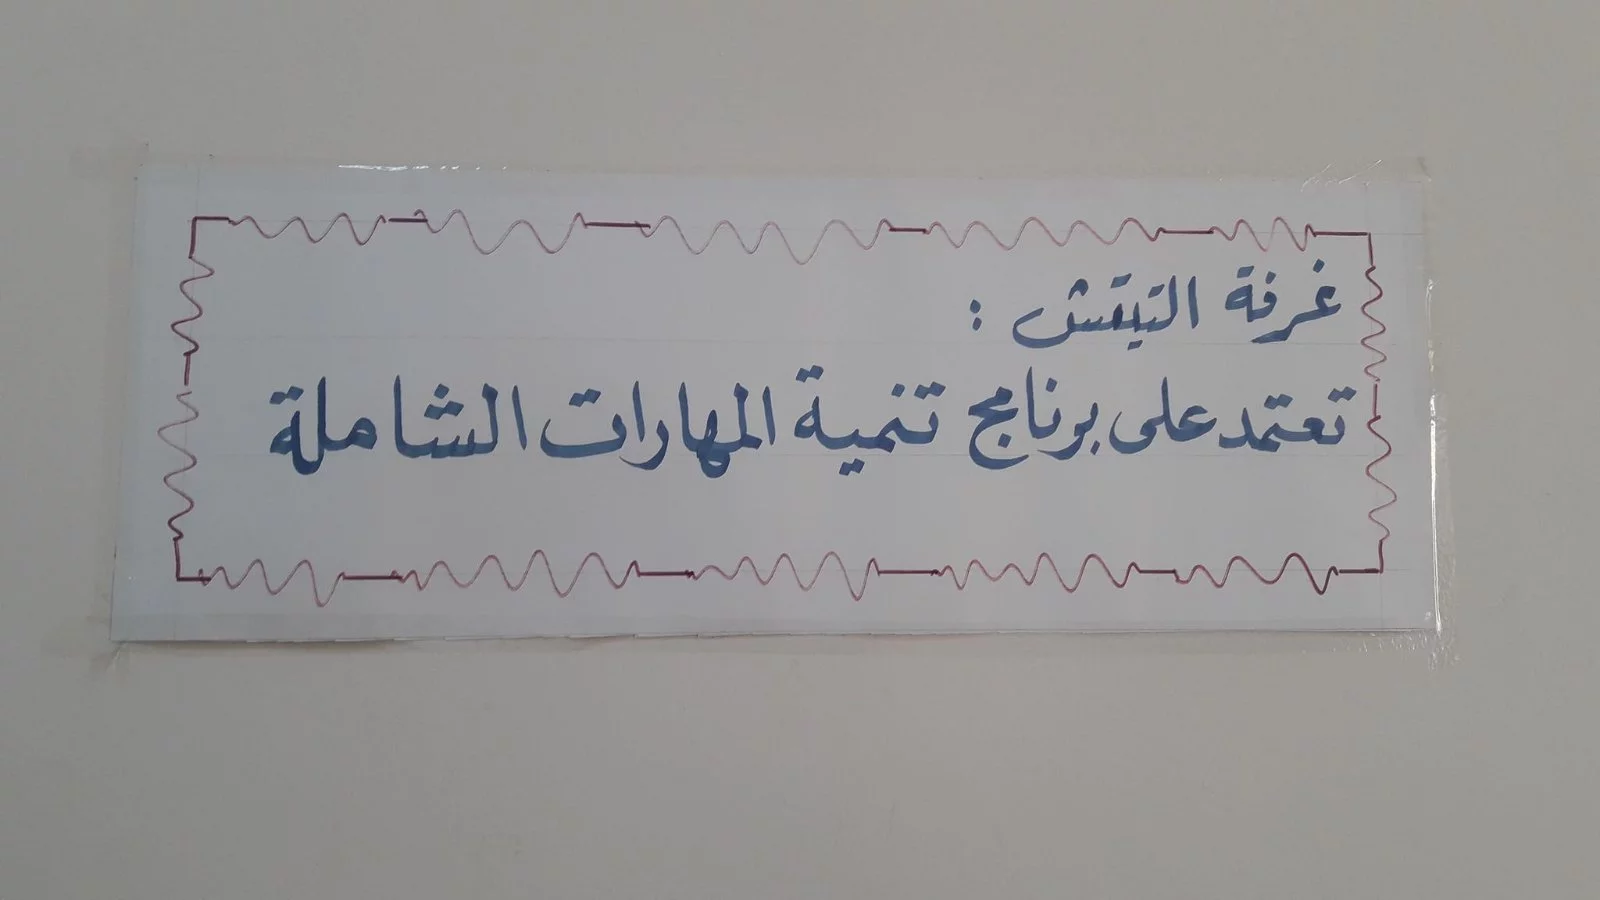 غرفة التيتش :
تعتمد على برنامج تنمية المهارات الشاملة